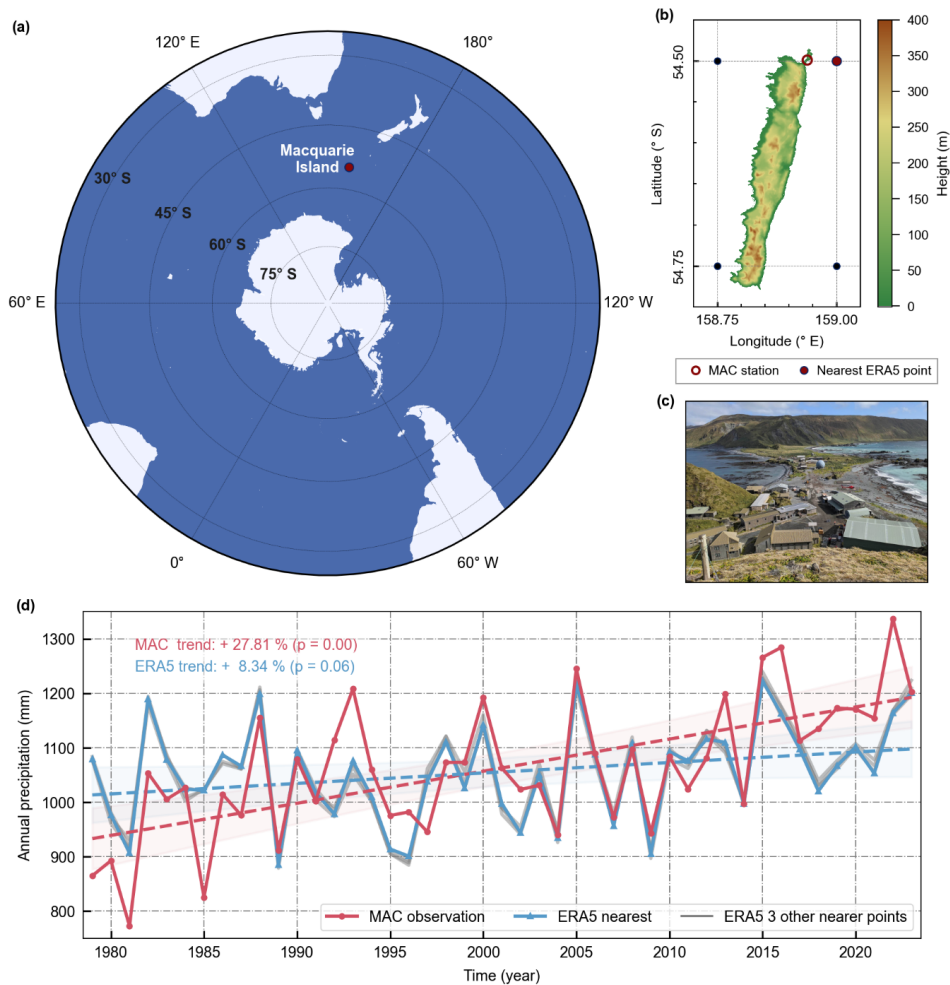 (a)
120° E
180°
Macquarie
Island
30° S
45° S
60° S
75° S
60° E
120° W
0°
60° W
(b)
54.50
54.75
Latitude (° S)
158.75
159.00
Longitude (° E)
400
350
300
250
200
150
100
50
0
Height (m)
MAC station
Nearest ERA5 point
(c)
(d)
MAC trend: + 27.81 % (p = 0.00)
ERA5 trend: + 8.34 % (p = 0.06)
1300
1200
1100
1000
900
800
Annual precipitation (mm)
MAC observation
ERA5 nearest
ERA5 3 other nearer points
1980
1985
1990
1995
2000
2005
2010
2015
2020
Time (year)